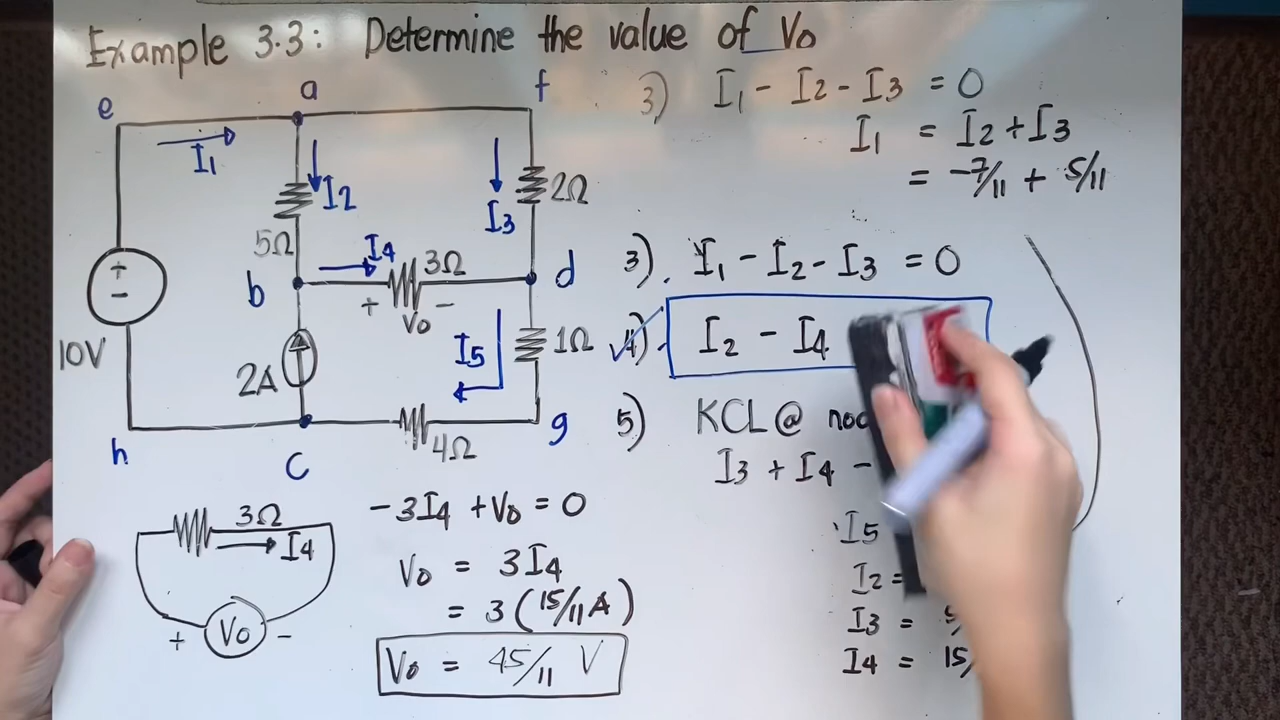 Example 3.3: Determine the value of Vo
e
a
f
I1
I2
I3
5Ω
2Ω
b
I4
3Ω
d
+ Vo -
+
-
10V
2A
I5
1Ω
h
c
4Ω
g
3Ω
I4
+ Vo -
-3I4 + Vo = 0
Vo = 3I4
= 3 (15/11 A)
Vo = 45/11 V
3) I1 - I2 - I3 = 0
I1 = I2 + I3
= -7/11 + 5/11
3). I1 - I2 - I3 = 0
4). I2 - I4
5) KCL @
I3 + I4 -
I5
I2 =
I3 =
I4 = 15/